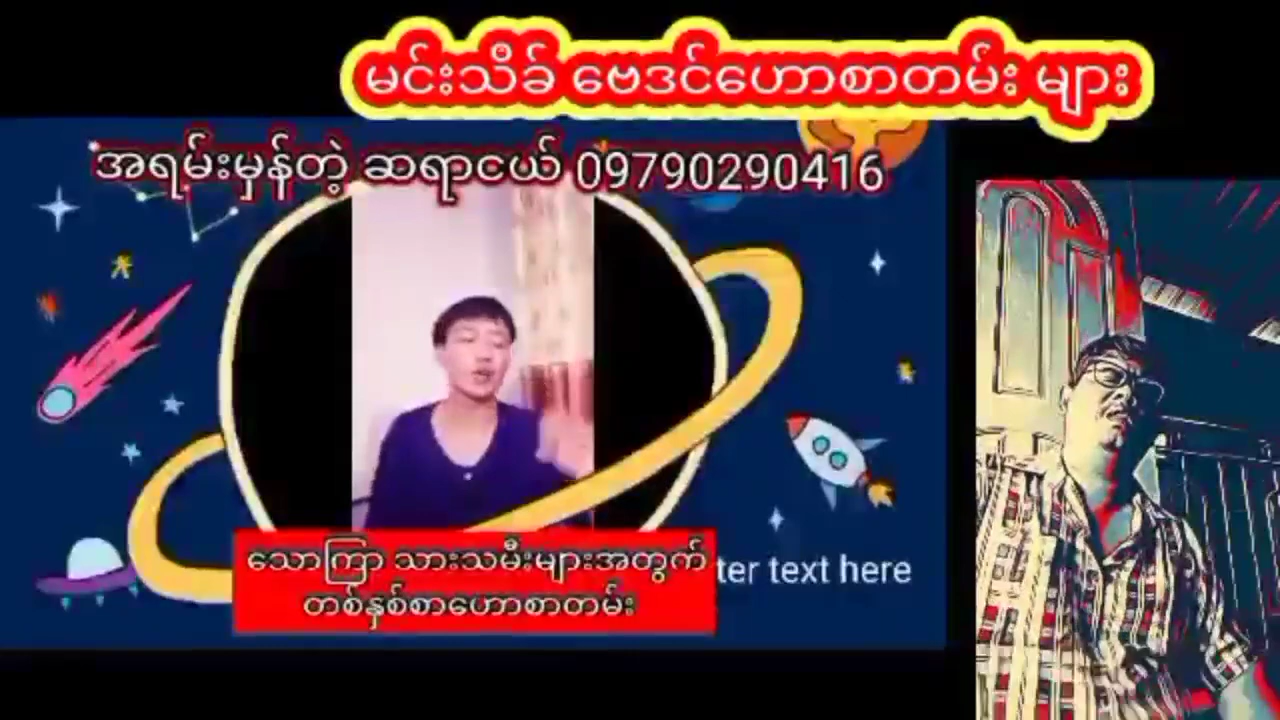 မင်းသိခ် ဗေဒင်ဟောစာတမ်း များ
အရမ်းမှန်တဲ့ ဆရာငယ် 09790290416
သောကြာ သားသမီးများအတွက်
တစ်နှစ်စာဟောစာတမ်း
ter text here